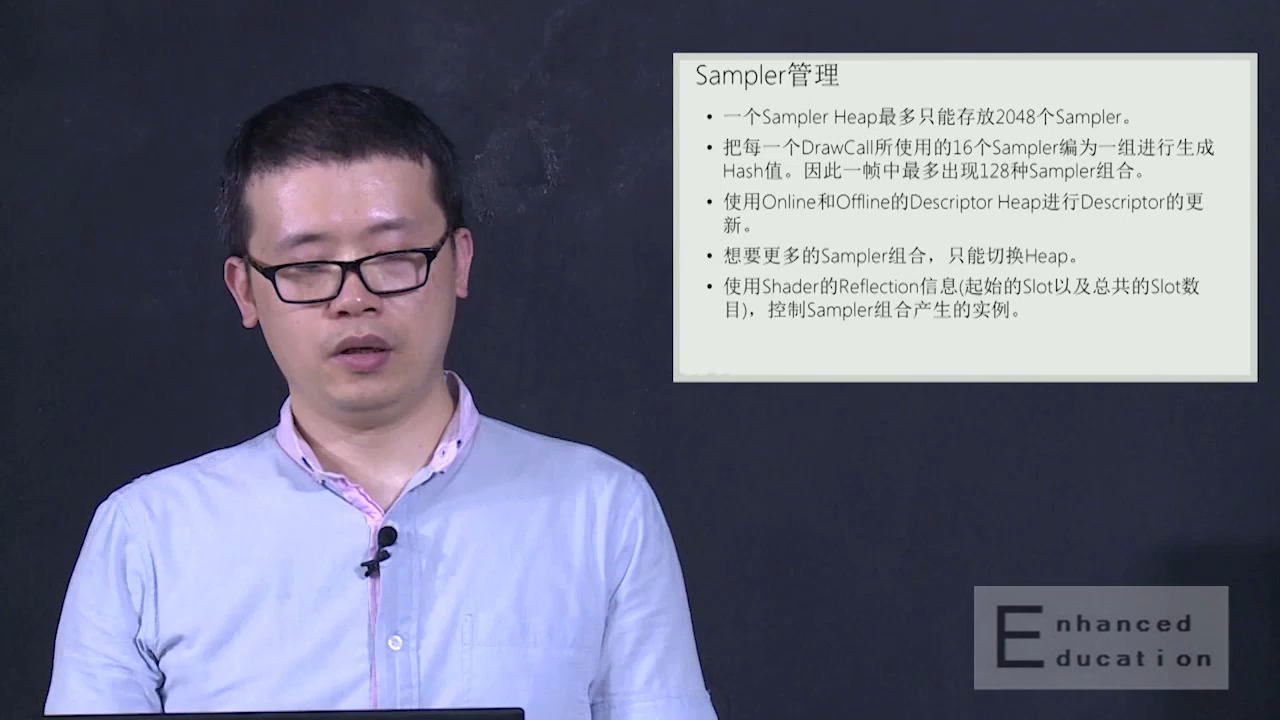 Sampler管理
• 一个Sampler Heap最多只能存放2048个Sampler。
• 把每一个DrawCall所使用的16个Sampler编为一组进行生成
Hash值。因此一帧中最多出现128种Sampler组合。
• 使用Online和Offline的Descriptor Heap进行Descriptor的更
新。
• 想要更多的Sampler组合，只能切换Heap。
• 使用Shader的Reflection信息(起始的Slot以及总共的Slot数
目)，控制Sampler组合产生的实例。
Enhanced
Education